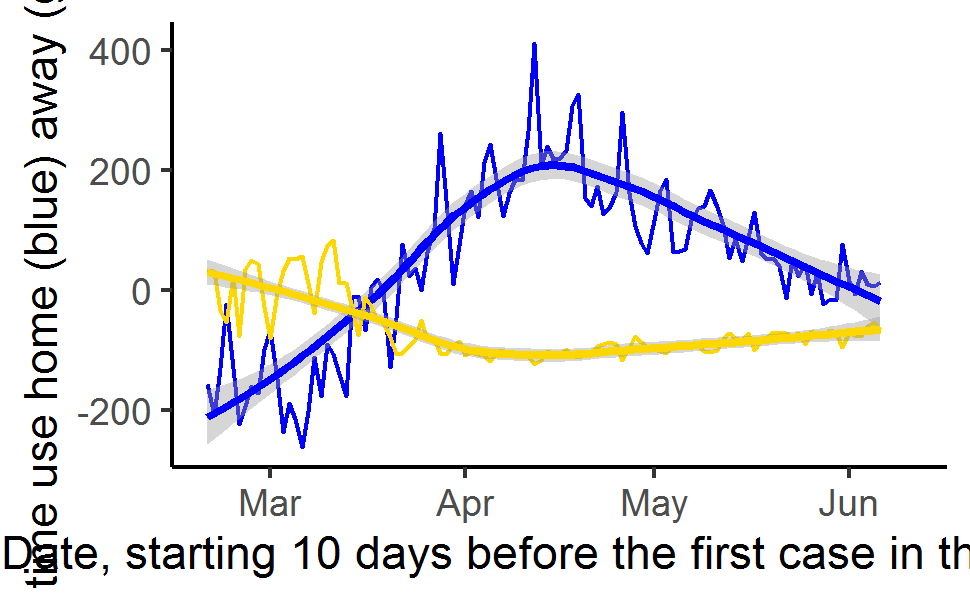 time use home (blue) away (
400
200
0
-200
Mar Apr May Jun
Date, starting 10 days before the first case in th